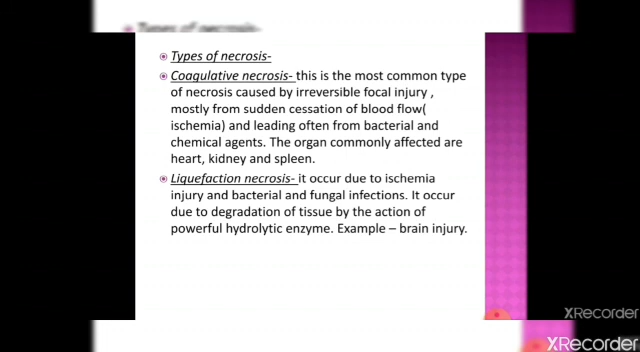 Types of necrosis-
Types of necrosis-
Coagulative necrosis- this is the most common type
of necrosis caused by irreversible focal injury ,
mostly from sudden cessation of blood flow(
ischemia) and leading often from bacterial and
chemical agents. The organ commonly affected are
heart, kidney and spleen.
Liquefaction necrosis- it occur due to ischemia
injury and bacterial and fungal infections. It occur
due to degradation of tissue by the action of
powerful hydrolytic enzyme. Example – brain injury.
XRecorder
XRecorder